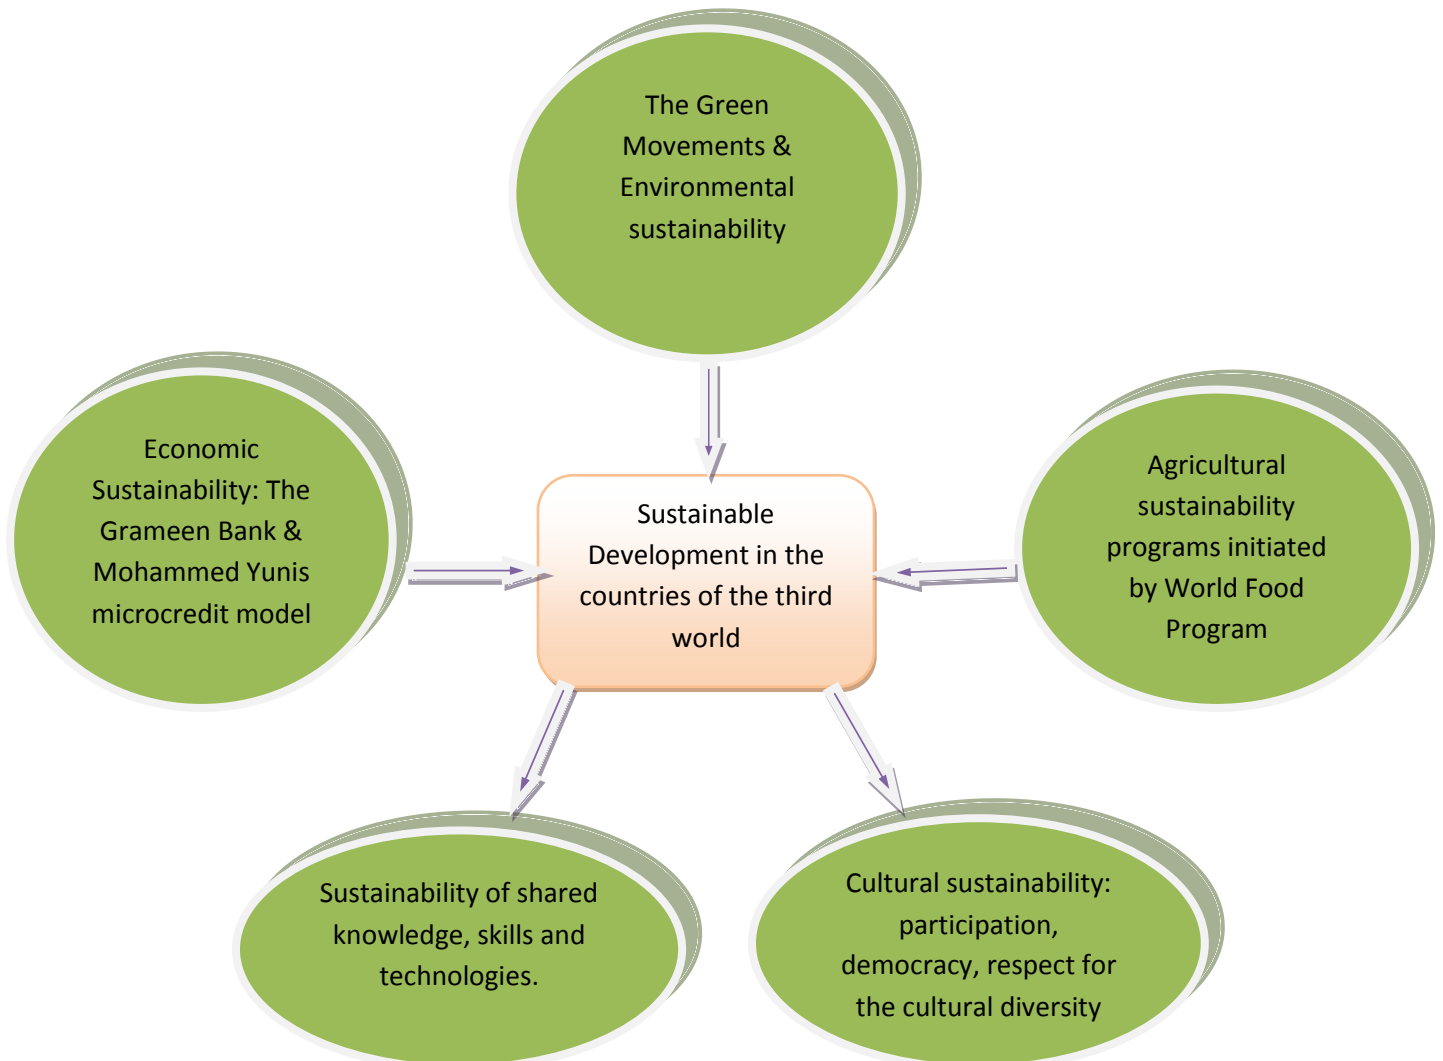 The Green
Movements &
Environmental
sustainability
Economic
Sustainability: The
Grameen Bank &
Mohammed Yunis
microcredit model
Sustainable
Development in the
countries of the third
world
Agricultural
sustainability
programs initiated
by World Food
Program
Sustainability of shared
knowledge, skills and
technologies.
Cultural sustainability:
participation,
democracy, respect for
the cultural diversity